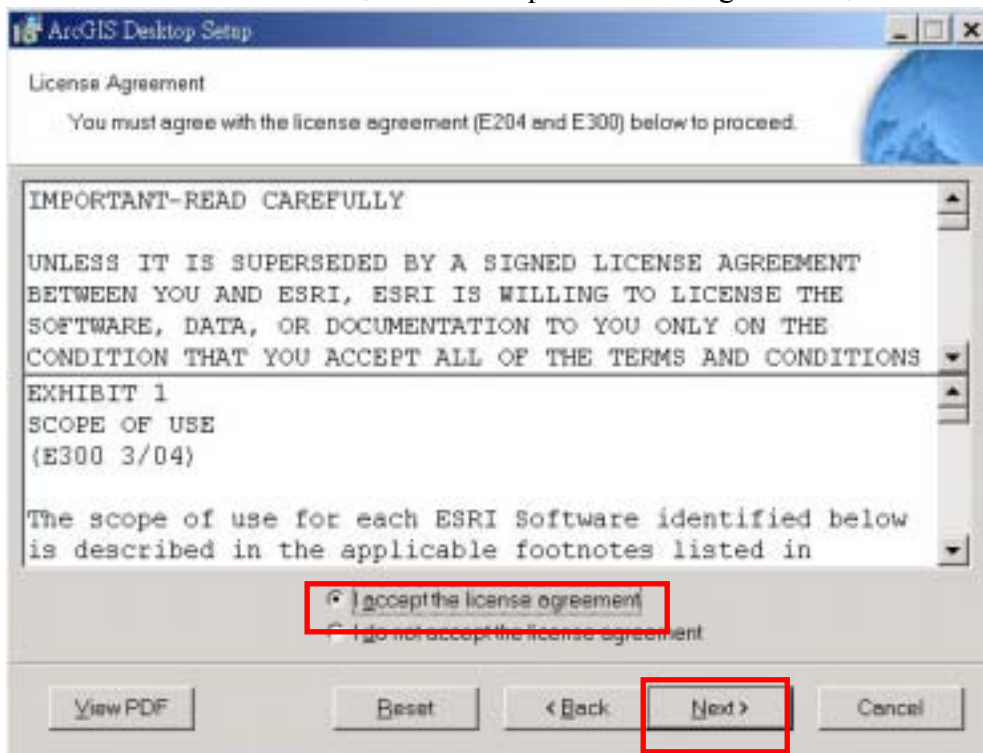 ArcGIS Desktop Setup
License Agreement
You must agree with the license agreement (E204 and E300) below to proceed.
IMPORTANT-READ CAREFULLY
UNLESS IT IS SUPERSEDED BY A SIGNED LICENSE AGREEMENT
BETWEEN YOU AND ESRI, ESRI IS WILLING TO LICENSE THE
SOFTWARE, DATA, OR DOCUMENTATION TO YOU ONLY ON THE
CONDITION THAT YOU ACCEPT ALL OF THE TERMS AND CONDITIONS
EXHIBIT 1
SCOPE OF USE
(E300 3/04)
The scope of use for each ESRI Software identified below
is described in the applicable footnotes listed in
I accept the license agreement
I do not accept the license agreement
View PDF
Reset
< Back
Next >
Cancel